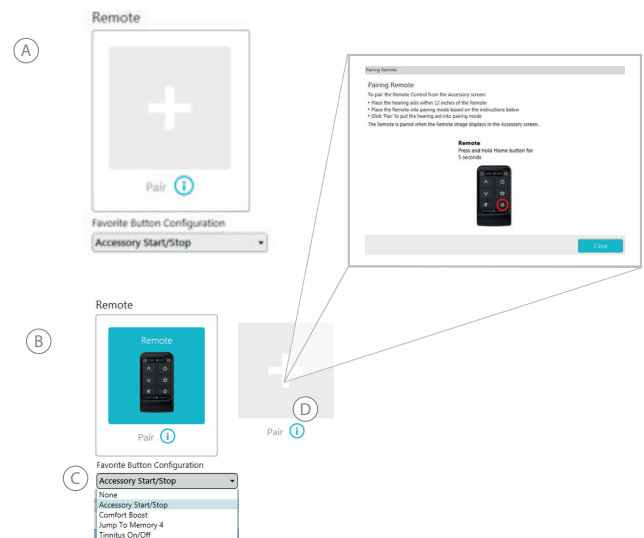 Remote
A
Pair i
Favorite Button Configuration
Accessory Start/Stop
Pairing Remote
Pairing Remote
To pair the Remote Control from the Accessory screen:
• Place the hearing aids within 12 inches of the Remote
• Place the Remote into pairing mode based on the instructions below
• Click 'Pair' to put the hearing aid into pairing mode
The Remote is paired when the Remote image displays in the Accessory screen.
Remote
Press and hold Home button for
5 seconds
Close
Remote
B
Remote
Pair i
D
Pair i
Favorite Button Configuration
C
Accessory Start/Stop
None
Accessory Start/Stop
Comfort Boost
Jump To Memory 4
Tinnitus On/Off